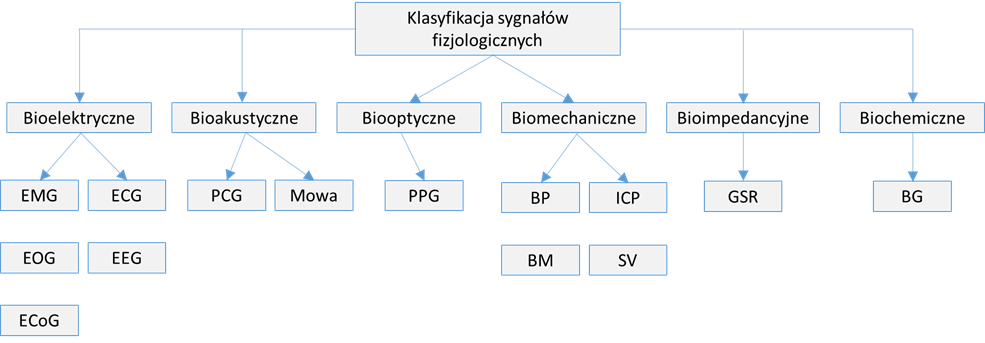 Klasyfikacja sygnałów
fizjologicznych
Bioelektryczne
Bioakustyczne
Biooptyczne
Biomechaniczne
Bioimpedancyjne
Biochemiczne
EMG
ECG
PCG
Mowa
PPG
BP
ICP
GSR
BG
EOG
EEG
BM
SV
ECoG